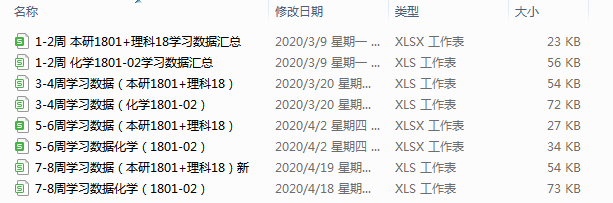 名称 修改日期 类型 大小
1-2周 本研1801+理科18学习数据汇总 2020/3/9 星期一 ... XLSX 工作表 23 KB
1-2周 化学1801-02学习数据汇总 2020/3/9 星期一 ... XLS 工作表 56 KB
3-4周学习数据（本研1801+理科18） 2020/3/20 星期... XLS 工作表 54 KB
3-4周学习数据（化学1801-02） 2020/3/20 星期... XLS 工作表 72 KB
5-6周学习数据（本研1801+理科18） 2020/4/2 星期四 ... XLSX 工作表 27 KB
5-6周学习数据化学（1801-02） 2020/4/2 星期四 ... XLSX 工作表 34 KB
7-8周学习数据（本研1801+理科18）新 2020/4/19 星期... XLS 工作表 54 KB
7-8周学习数据化学（1801-02） 2020/4/18 星期... XLS 工作表 73 KB